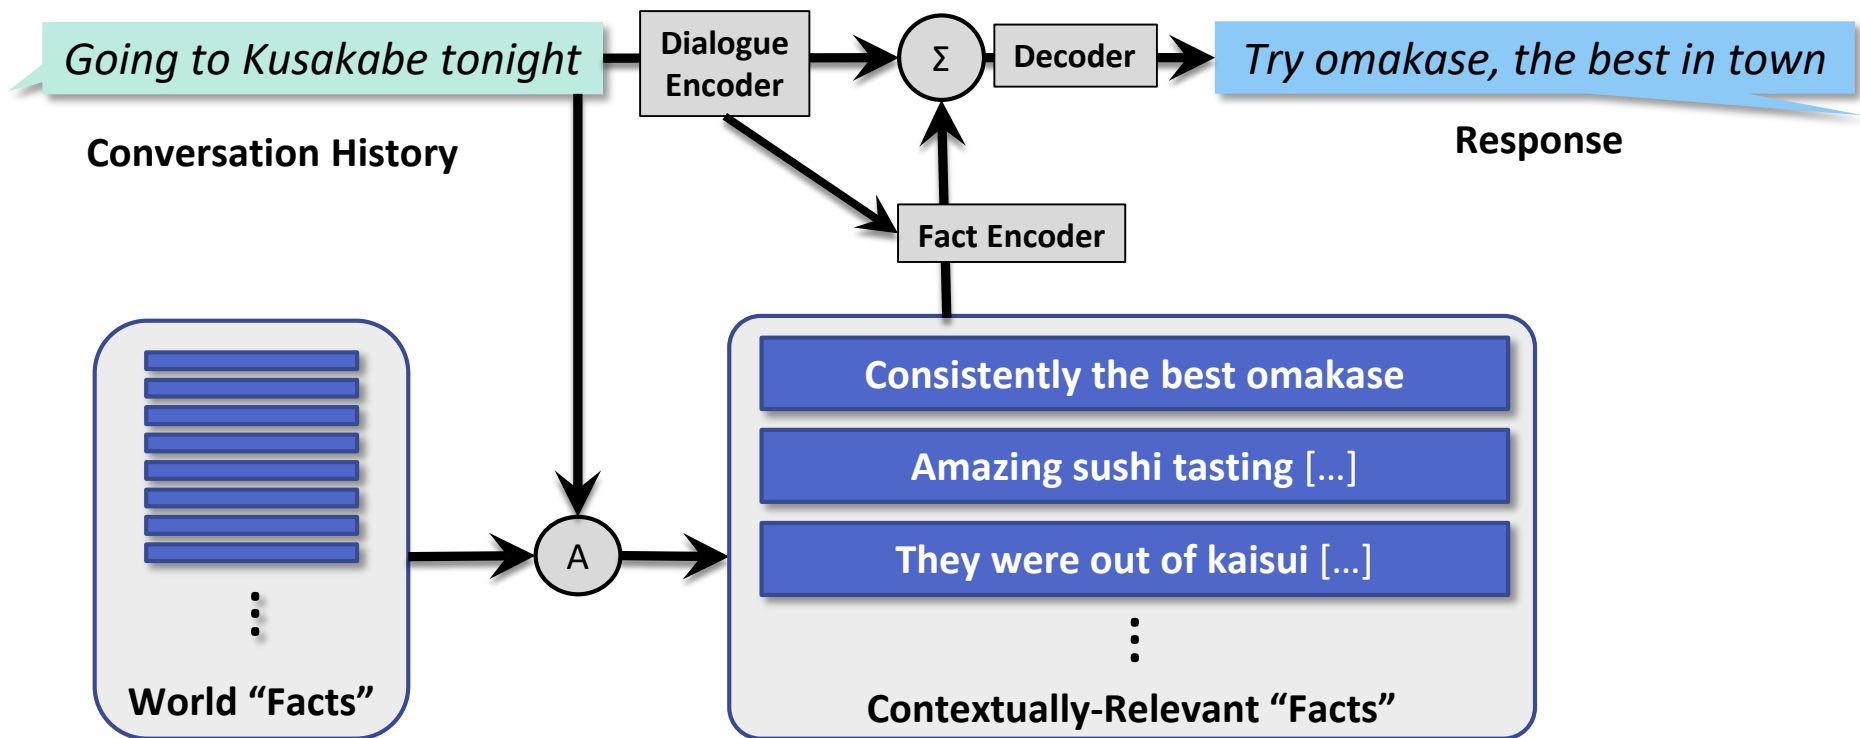 Going to Kusakabe tonight
Dialogue
Encoder
Σ
Decoder
Try omakase, the best in town
Conversation History
Response
Fact Encoder
Consistently the best omakase
Amazing sushi tasting [...]
A
They were out of kaisui [...]
World “Facts”
Contextually-Relevant “Facts”